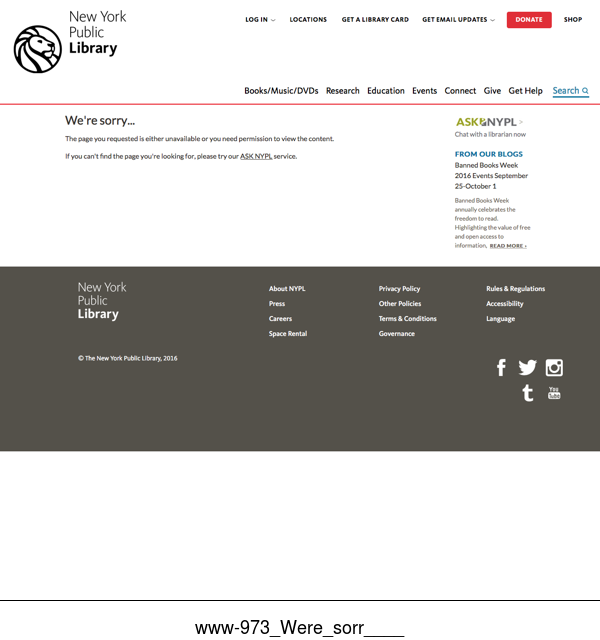 New York
Public
Library
LOG IN
LOCATIONS
GET A LIBRARY CARD
GET EMAIL UPDATES
DONATE
SHOP
Books/Music/DVDs
Research
Education
Events
Connect
Give
Get Help
Search
We're sorry...
The page you requested is either unavailable or you need permission to view the content.
If you can't find the page you're looking for, please try our ASK NYPL service.
ASK NYPL >
Chat with a librarian now
FROM OUR BLOGS
Banned Books Week
2016 Events September
25-October 1
Banned Books Week
annually celebrates the
freedom to read.
Highlighting the value of free
and open access to
information. READ MORE ›
New York
Public
Library
About NYPL
Press
Careers
Space Rental
Privacy Policy
Other Policies
Terms & Conditions
Governance
Rules & Regulations
Accessibility
Language
© The New York Public Library, 2016
You
Tube
www-973_Were_sorr____